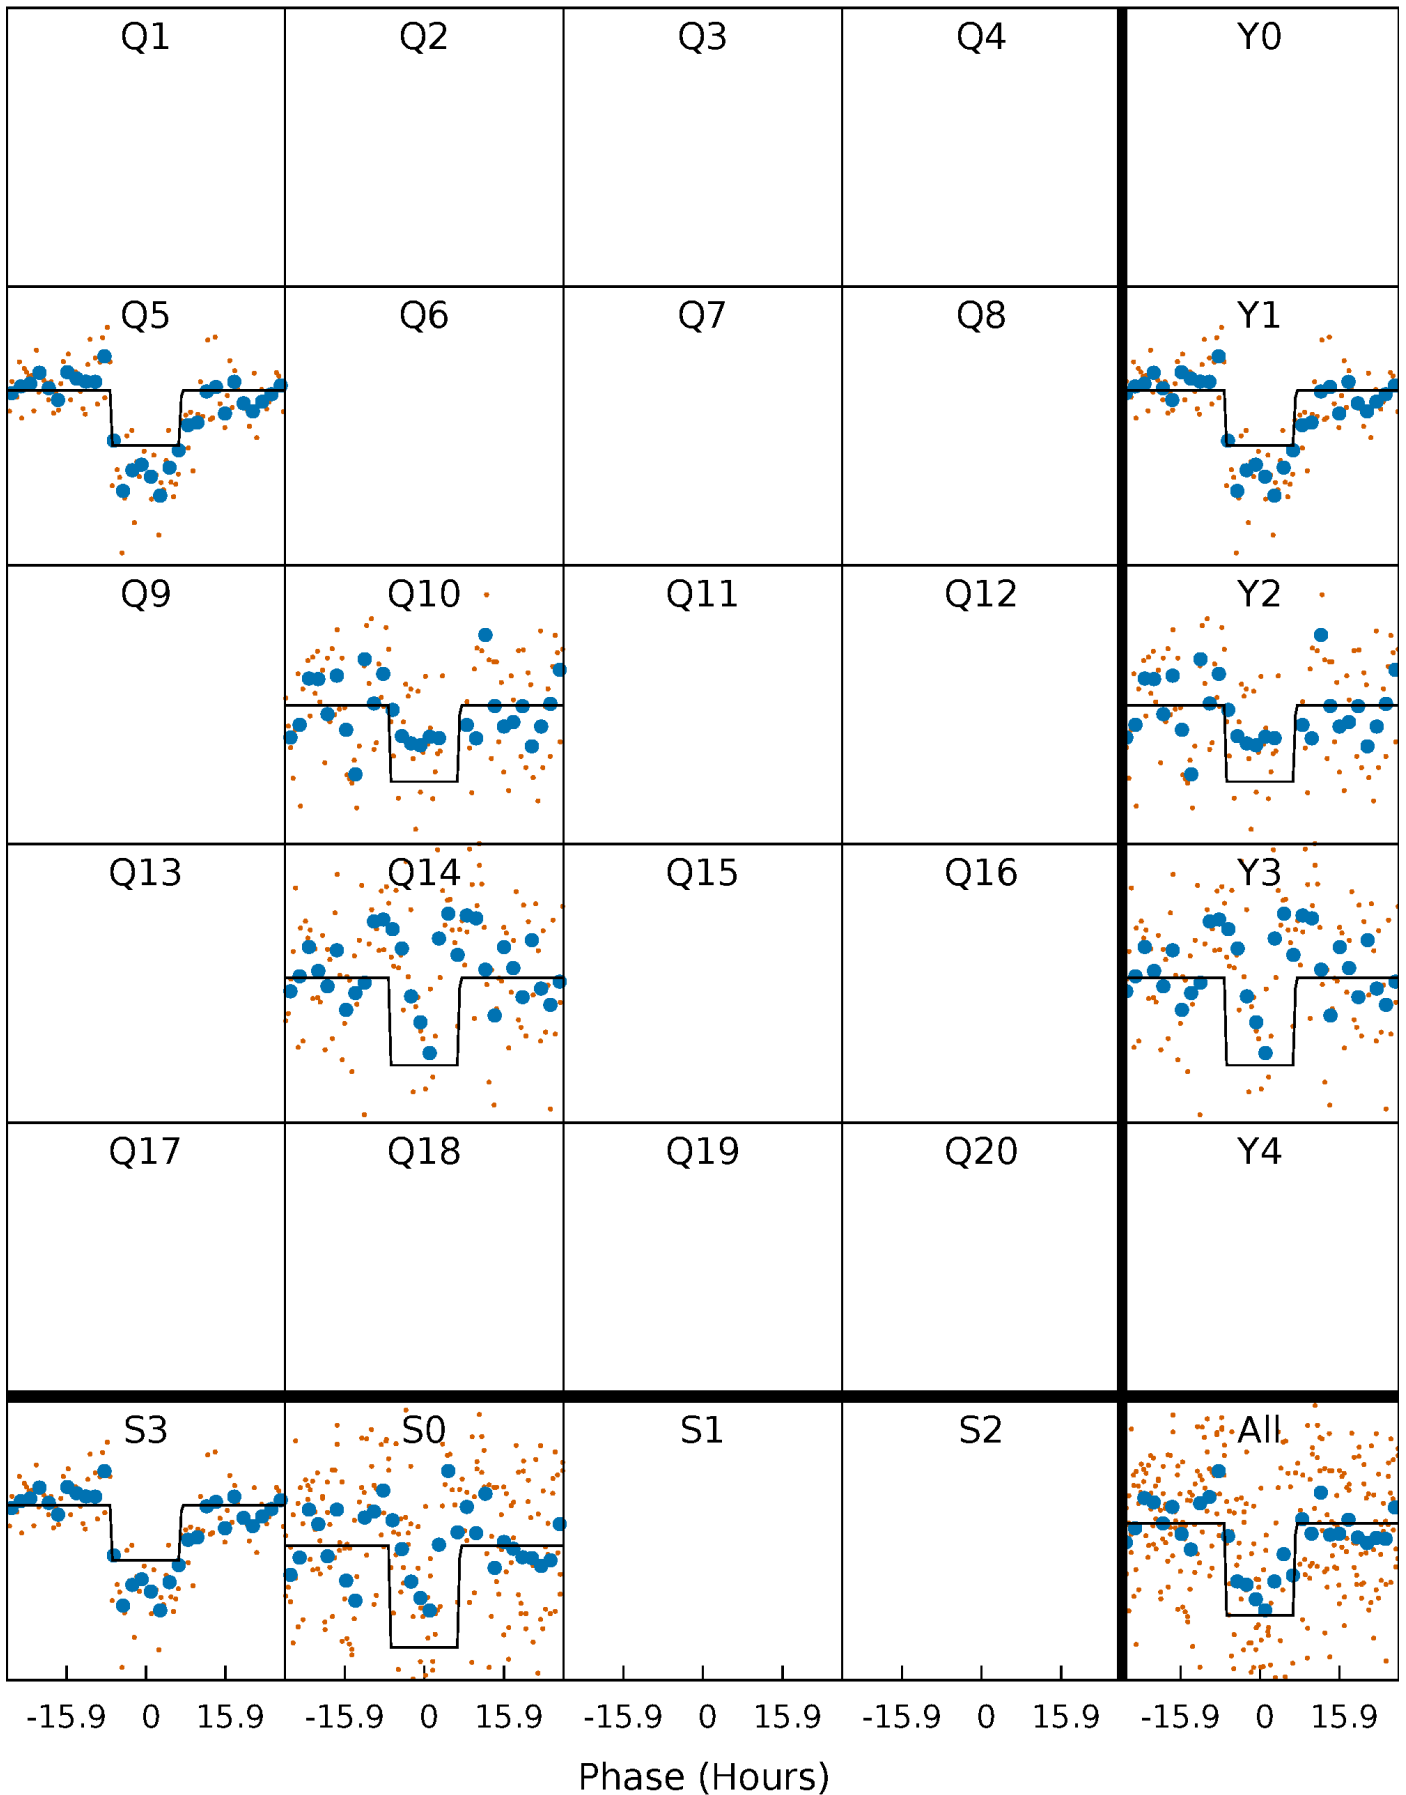 Q1 Q2 Q3 Q4 Y0
Q5 Q6 Q7 Q8 Y1
Q9 Q10 Q11 Q12 Y2
Q13 Q14 Q15 Q16 Y3
Q17 Q18 Q19 Q20 Y4
S3 S0 S1 S2 All
-15.9 0 15.9 -15.9 0 15.9 -15.9 0 15.9 -15.9 0 15.9 -15.9 0 15.9
Phase (Hours)